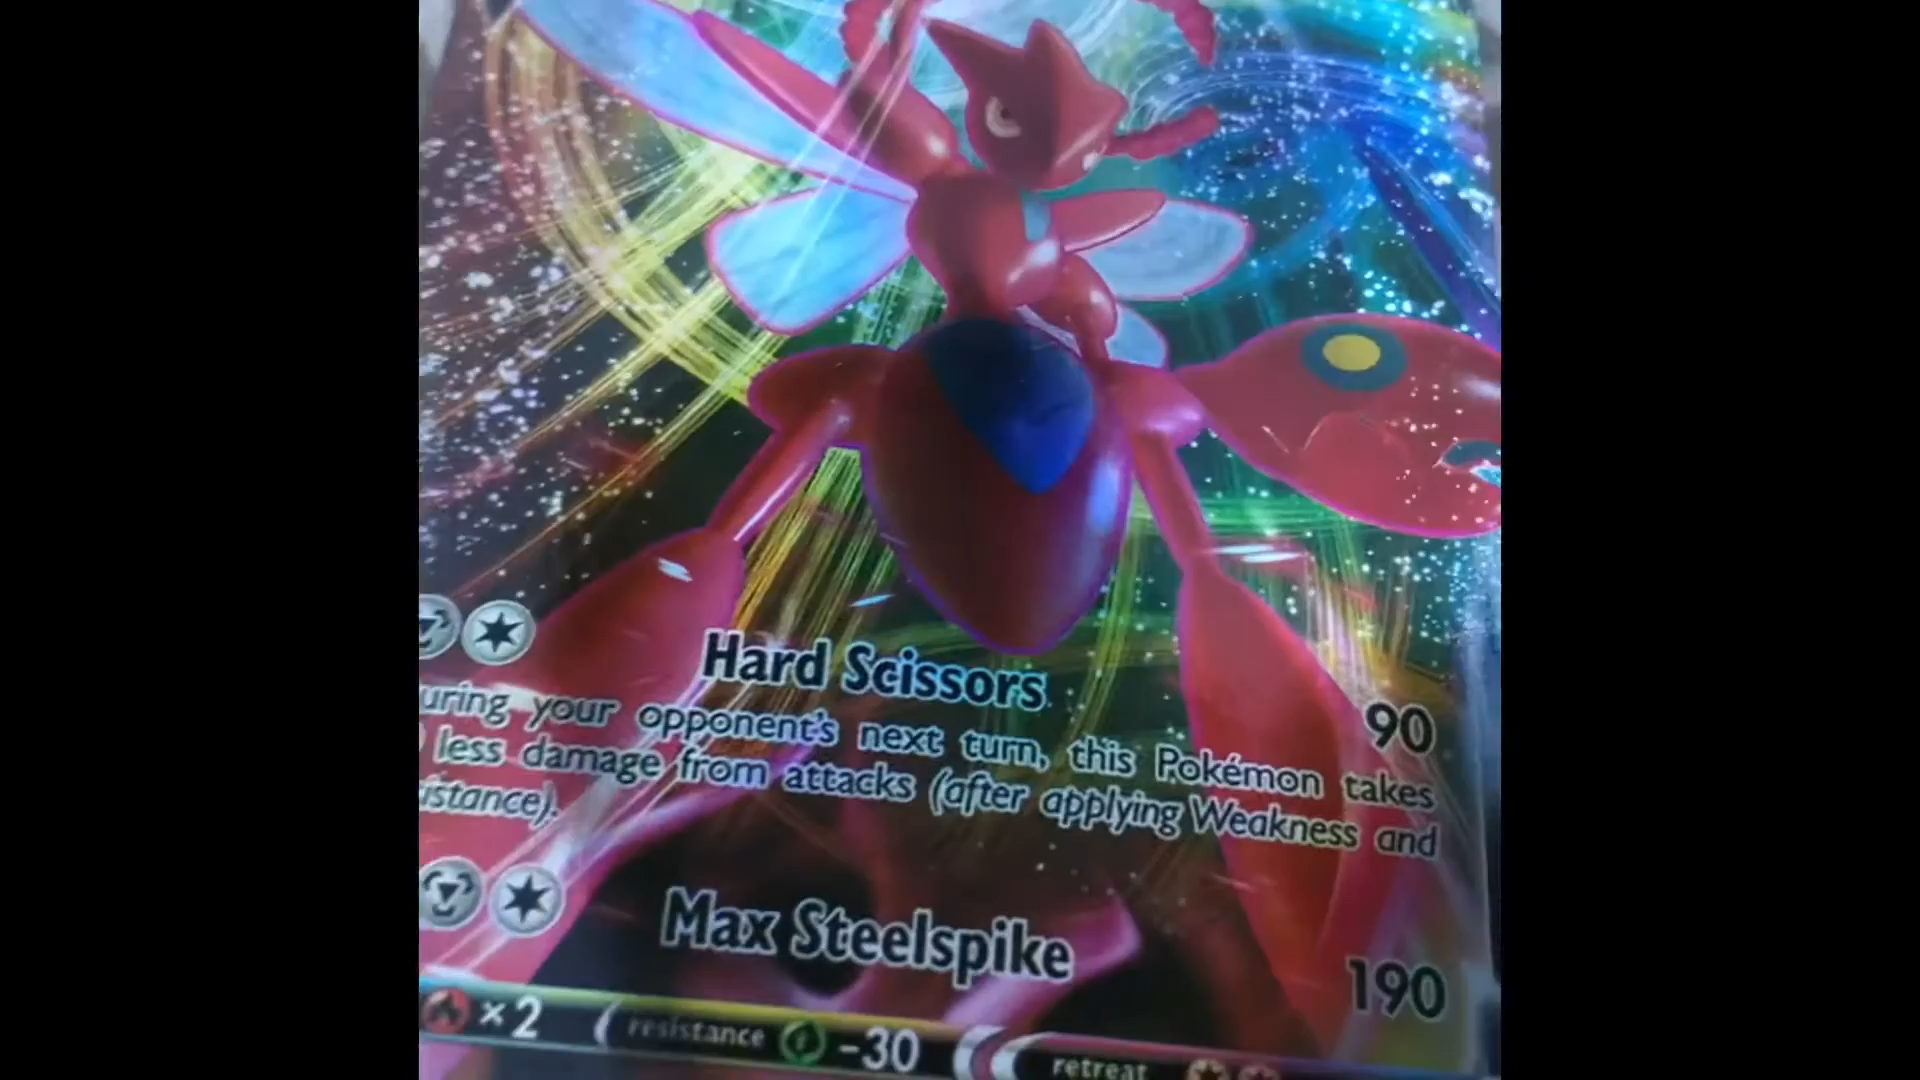 Hard Scissors
90
uring your opponent's next turn, this Pokémon takes
less damage from attacks (after applying Weakness and
istance).
Max Steelspike
190
×2
resistance -30
retreat